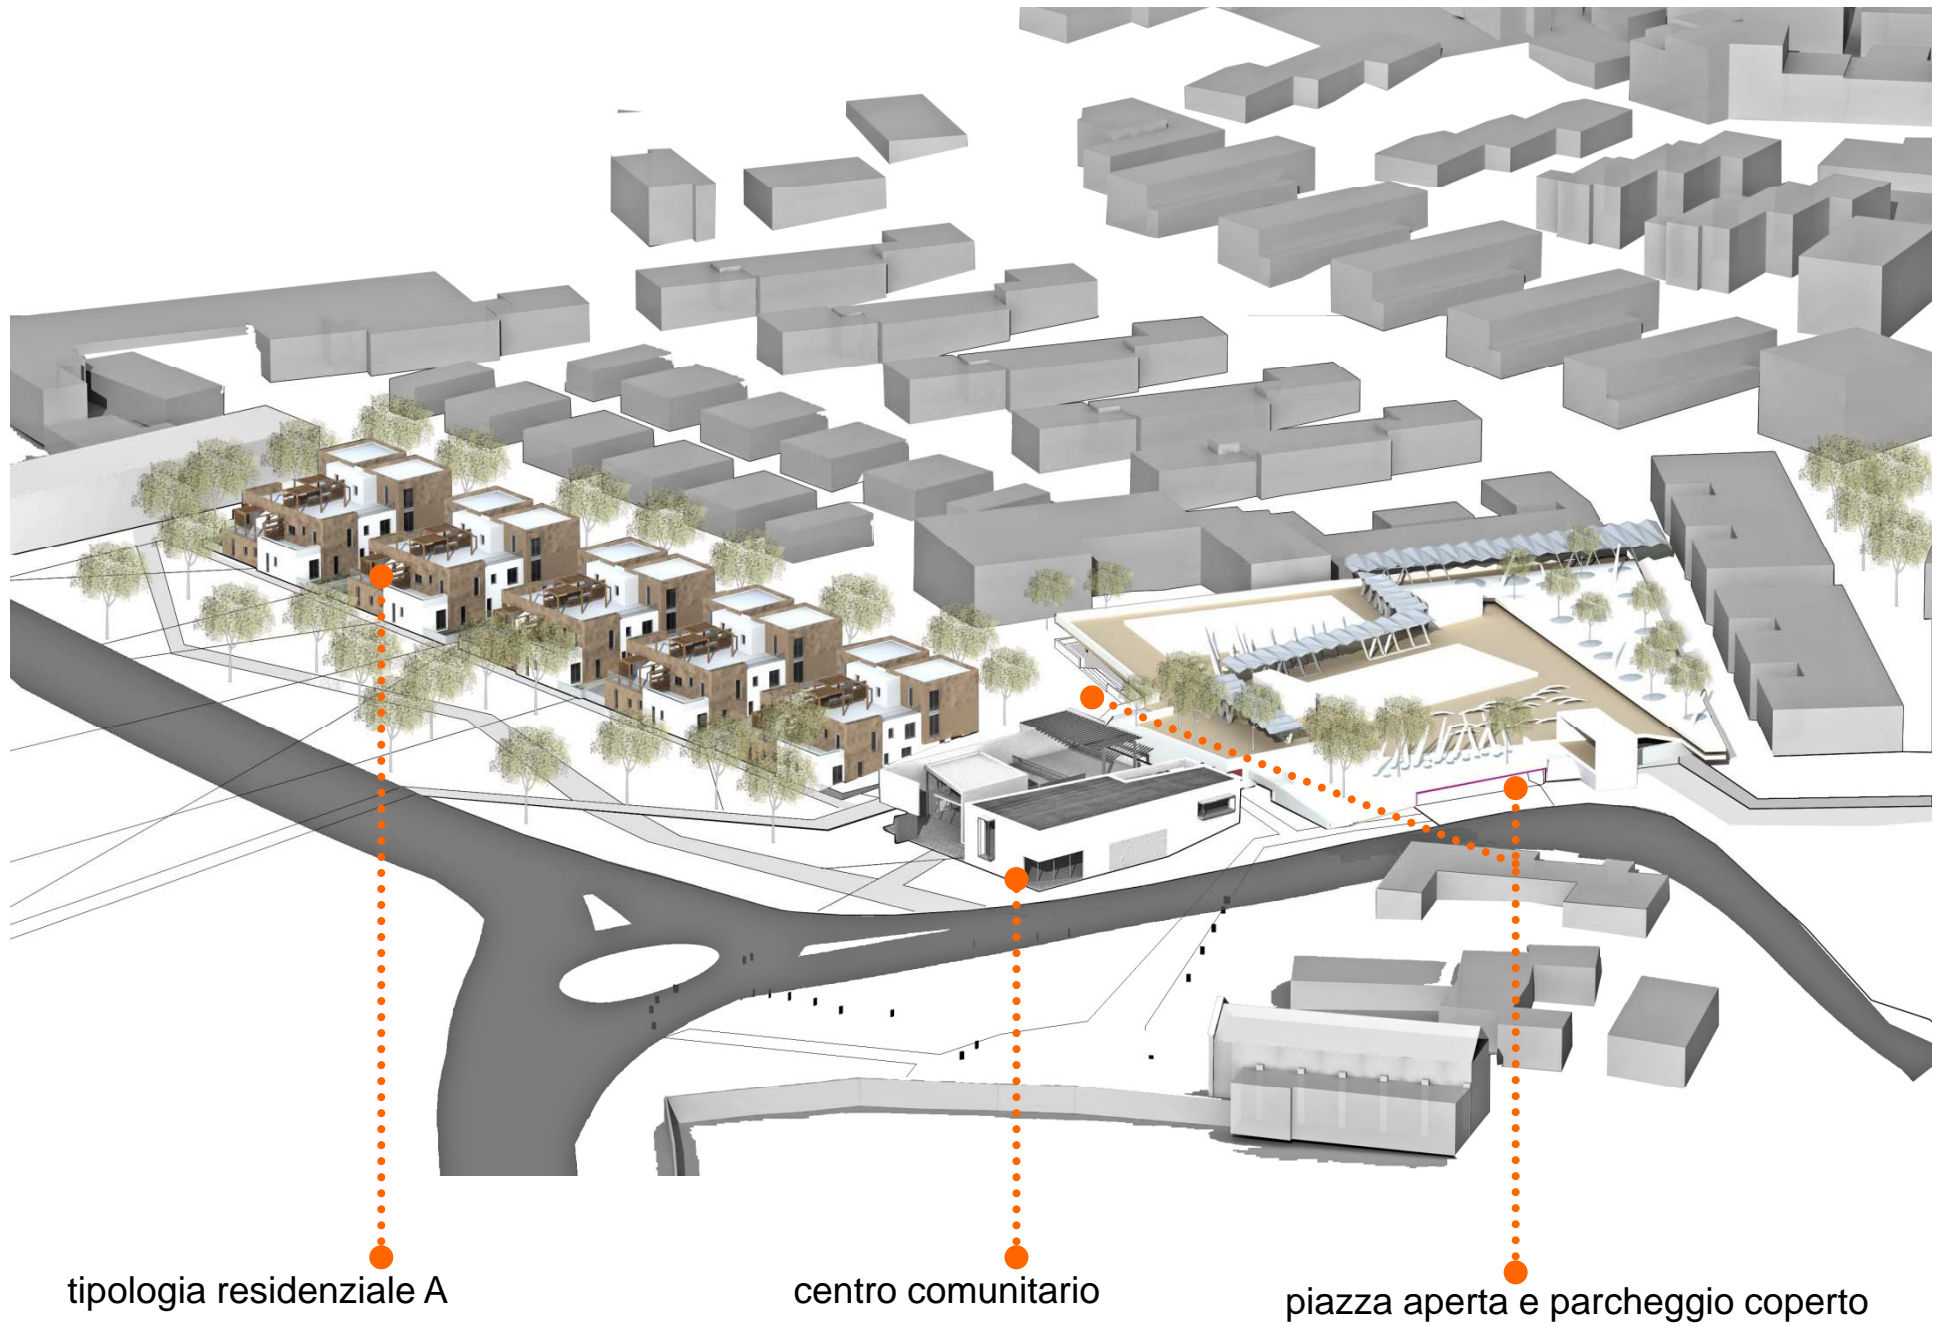 tipologia residenziale A
centro comunitario
piazza aperta e parcheggio coperto